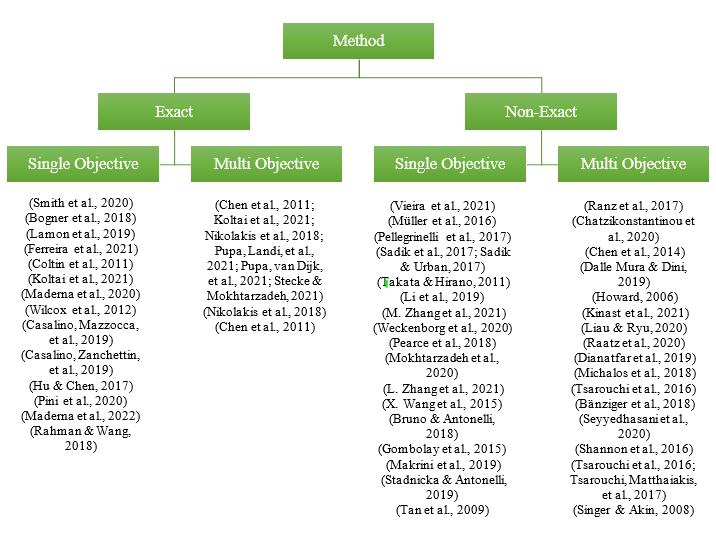 Method
Exact
Non-Exact
Single Objective
Multi Objective
Single Objective
Multi Objective
(Smith et al., 2020)
(Bogner et al., 2018)
(Lamon et al., 2019)
(Ferreira et al., 2021)
(Coltin et al., 2011)
(Koltai et al., 2021)
(Maderna et al., 2020)
(Wilcox et al., 2012)
(Casalino, Mazzocca,
et al., 2019)
(Casalino, Zanchettin,
et al., 2019)
(Hu & Chen, 2017)
(Pini et al., 2020)
(Maderna et al., 2022)
(Rahman & Wang,
2018)
(Chen et al., 2011;
Koltai et al., 2021;
Nikolakis et al., 2018;
Pupa, Landi, et al.,
2021; Pupa, van Dijk,
et al., 2021; Stecke &
Mokhtarzadeh, 2021)
(Nikolakis et al., 2018)
(Chen et al., 2011)
(Vieira et al., 2021)
(Müller et al., 2016)
(Pellegrinelli et al., 2017)
(Sadik et al., 2017; Sadik
& Urban, 2017)
(Takata & Hirano, 2011)
(Li et al., 2019)
(M. Zhang et al., 2021)
(Weckenborg et al., 2020)
(Pearce et al., 2018)
(Mokhtarzadeh et al.,
2020)
(L. Zhang et al., 2021)
(X. Wang et al., 2015)
(Bruno & Antonelli,
2018)
(Gombolay et al., 2015)
(Makrini et al., 2019)
(Stadnicka & Antonelli,
2019)
(Tan et al., 2009)
(Ranz et al., 2017)
(Chatzikonstantinou et
al., 2020)
(Chen et al., 2014)
(Dalle Mura & Dini,
2019)
(Howard, 2006)
(Kinast et al., 2021)
(Liau & Ryu, 2020)
(Raatz et al., 2020)
(Dianatfar et al., 2019)
(Michalos et al., 2018)
(Tsarouchi et al., 2016)
(Bänziger et al., 2018)
(Seyyedhasani et al.,
2020)
(Shannon et al., 2016)
(Tsarouchi et al., 2016;
Tsarouchi, Matthaiakis,
et al., 2017)
(Singer & Akin, 2008)